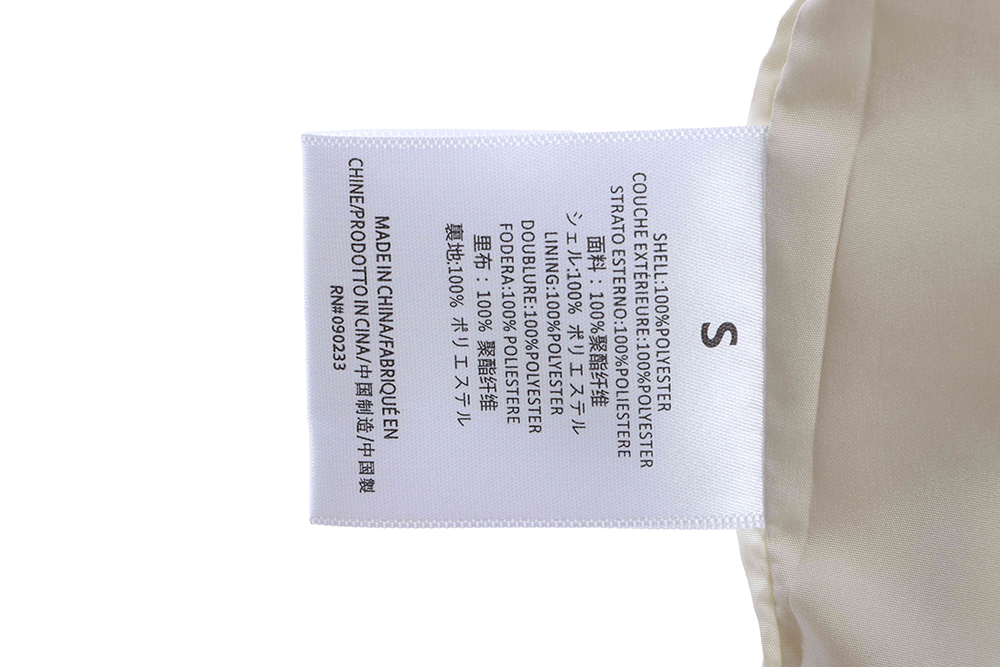 S
SHELL:100%POLYESTER
COUCHE EXTÈRIEURE:100%POLYESTER
STRATO ESTERNO:100%POLIESTERE
面料：100%聚酯纤维
シェル:100% ポリエステル
LINING:100%POLYESTER
DOUBLURE:100%POLYESTER
FODERA:100% POLIESTERE
里布：100% 聚酯纤维
裏地:100% ポリエステル
MADE IN CHINA/FABRIQUÉ EN
CHINE/PRODOTTO IN CINA/中国制造/中国製
RN# 090233